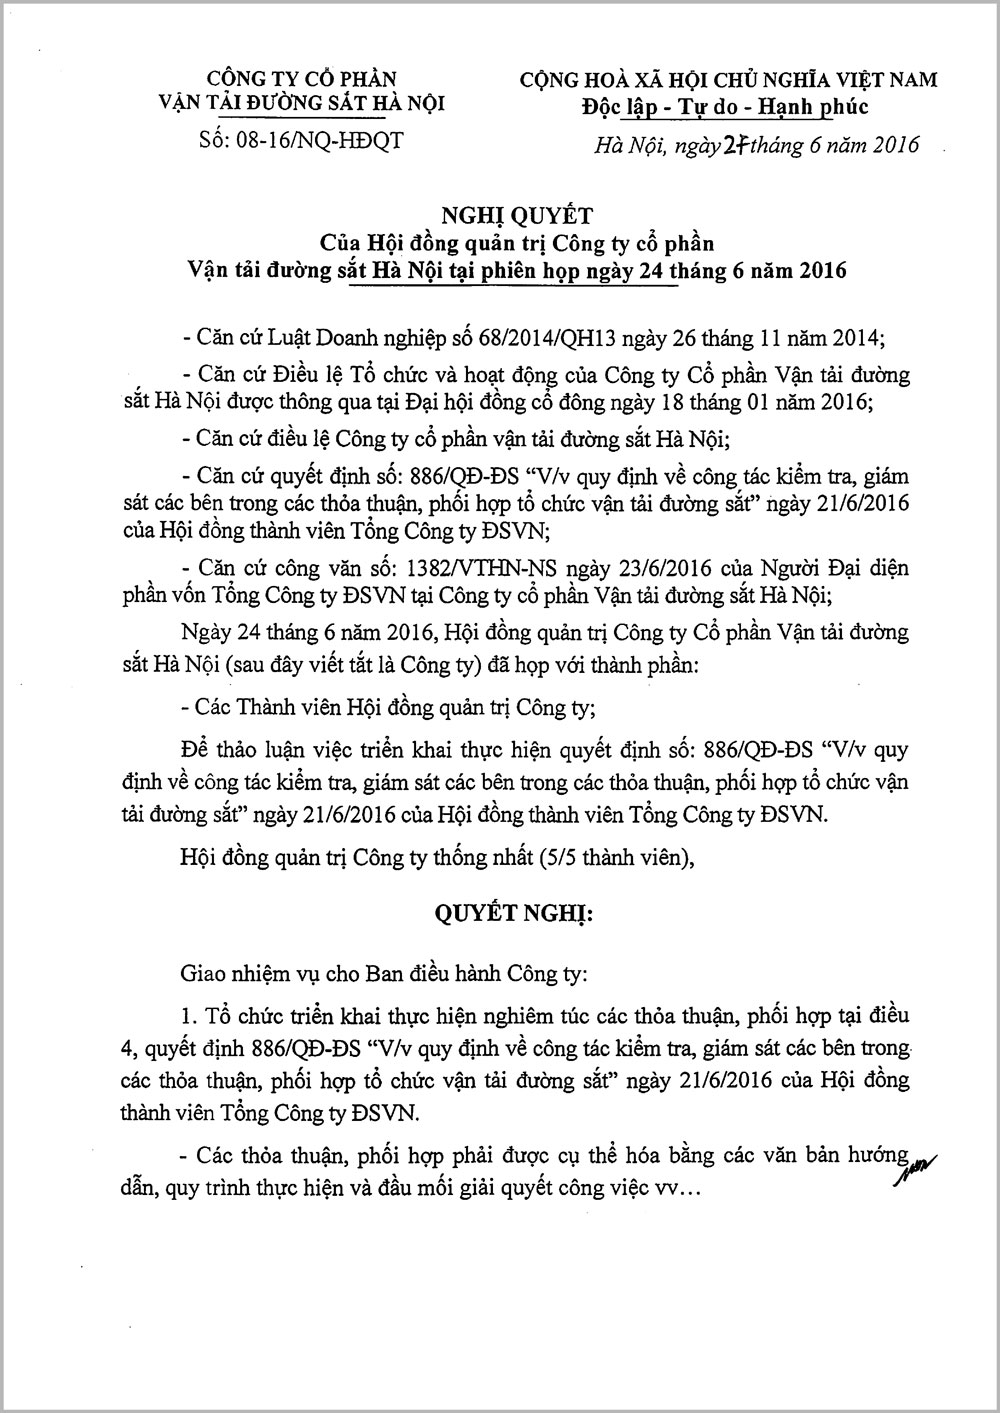 CÔNG TY CỔ PHẦN
VẬN TẢI ĐƯỜNG SẮT HÀ NỘI
Số: 08-16/NQ-HĐQT
CỘNG HOÀ XÃ HỘI CHỦ NGHĨA VIỆT NAM
Độc lập - Tự do - Hạnh phúc
Hà Nội, ngày 27 tháng 6 năm 2016
NGHỊ QUYẾT
Của Hội đồng quản trị Công ty cổ phần
Vận tải đường sắt Hà Nội tại phiên họp ngày 24 tháng 6 năm 2016
- Căn cứ Luật Doanh nghiệp số 68/2014/QH13 ngày 26 tháng 11 năm 2014;
- Căn cứ Điều lệ Tổ chức và hoạt động của Công ty Cổ phần Vận tải đường
sắt Hà Nội được thông qua tại Đại hội đồng cổ đông ngày 18 tháng 01 năm 2016;
- Căn cứ điều lệ Công ty cổ phần vận tải đường sắt Hà Nội;
- Căn cứ quyết định số: 886/QĐ-ĐS “V/v quy định về công tác kiểm tra, giám
sát các bên trong các thỏa thuận, phối hợp tổ chức vận tải đường sắt” ngày 21/6/2016
của Hội đồng thành viên Tổng Công ty ĐSVN;
- Căn cứ công văn số: 1382/VTHN-NS ngày 23/6/2016 của Người Đại diện
phần vốn Tổng Công ty ĐSVN tại Công ty cổ phần Vận tải đường sắt Hà Nội;
Ngày 24 tháng 6 năm 2016, Hội đồng quản trị Công ty Cổ phần Vận tải đường
sắt Hà Nội (sau đây viết tắt là Công ty) đã họp với thành phần:
- Các Thành viên Hội đồng quản trị Công ty;
Để thảo luận việc triển khai thực hiện quyết định số: 886/QĐ-ĐS “V/v quy
định về công tác kiểm tra, giám sát các bên trong các thỏa thuận, phối hợp tổ chức vận
tải đường sắt” ngày 21/6/2016 của Hội đồng thành viên Tổng Công ty ĐSVN.
Hội đồng quản trị Công ty thống nhất (5/5 thành viên),
QUYẾT NGHỊ:
Giao nhiệm vụ cho Ban điều hành Công ty:
1. Tổ chức triển khai thực hiện nghiêm túc các thỏa thuận, phối hợp tại điều
4, quyết định 886/QĐ-ĐS “V/v quy định về công tác kiểm tra, giám sát các bên trong
các thỏa thuận, phối hợp tổ chức vận tải đường sắt” ngày 21/6/2016 của Hội đồng
thành viên Tổng Công ty ĐSVN.
- Các thỏa thuận, phối hợp phải được cụ thể hóa bằng các văn bản hướng
dẫn, quy trình thực hiện và đầu mối giải quyết công việc vv…